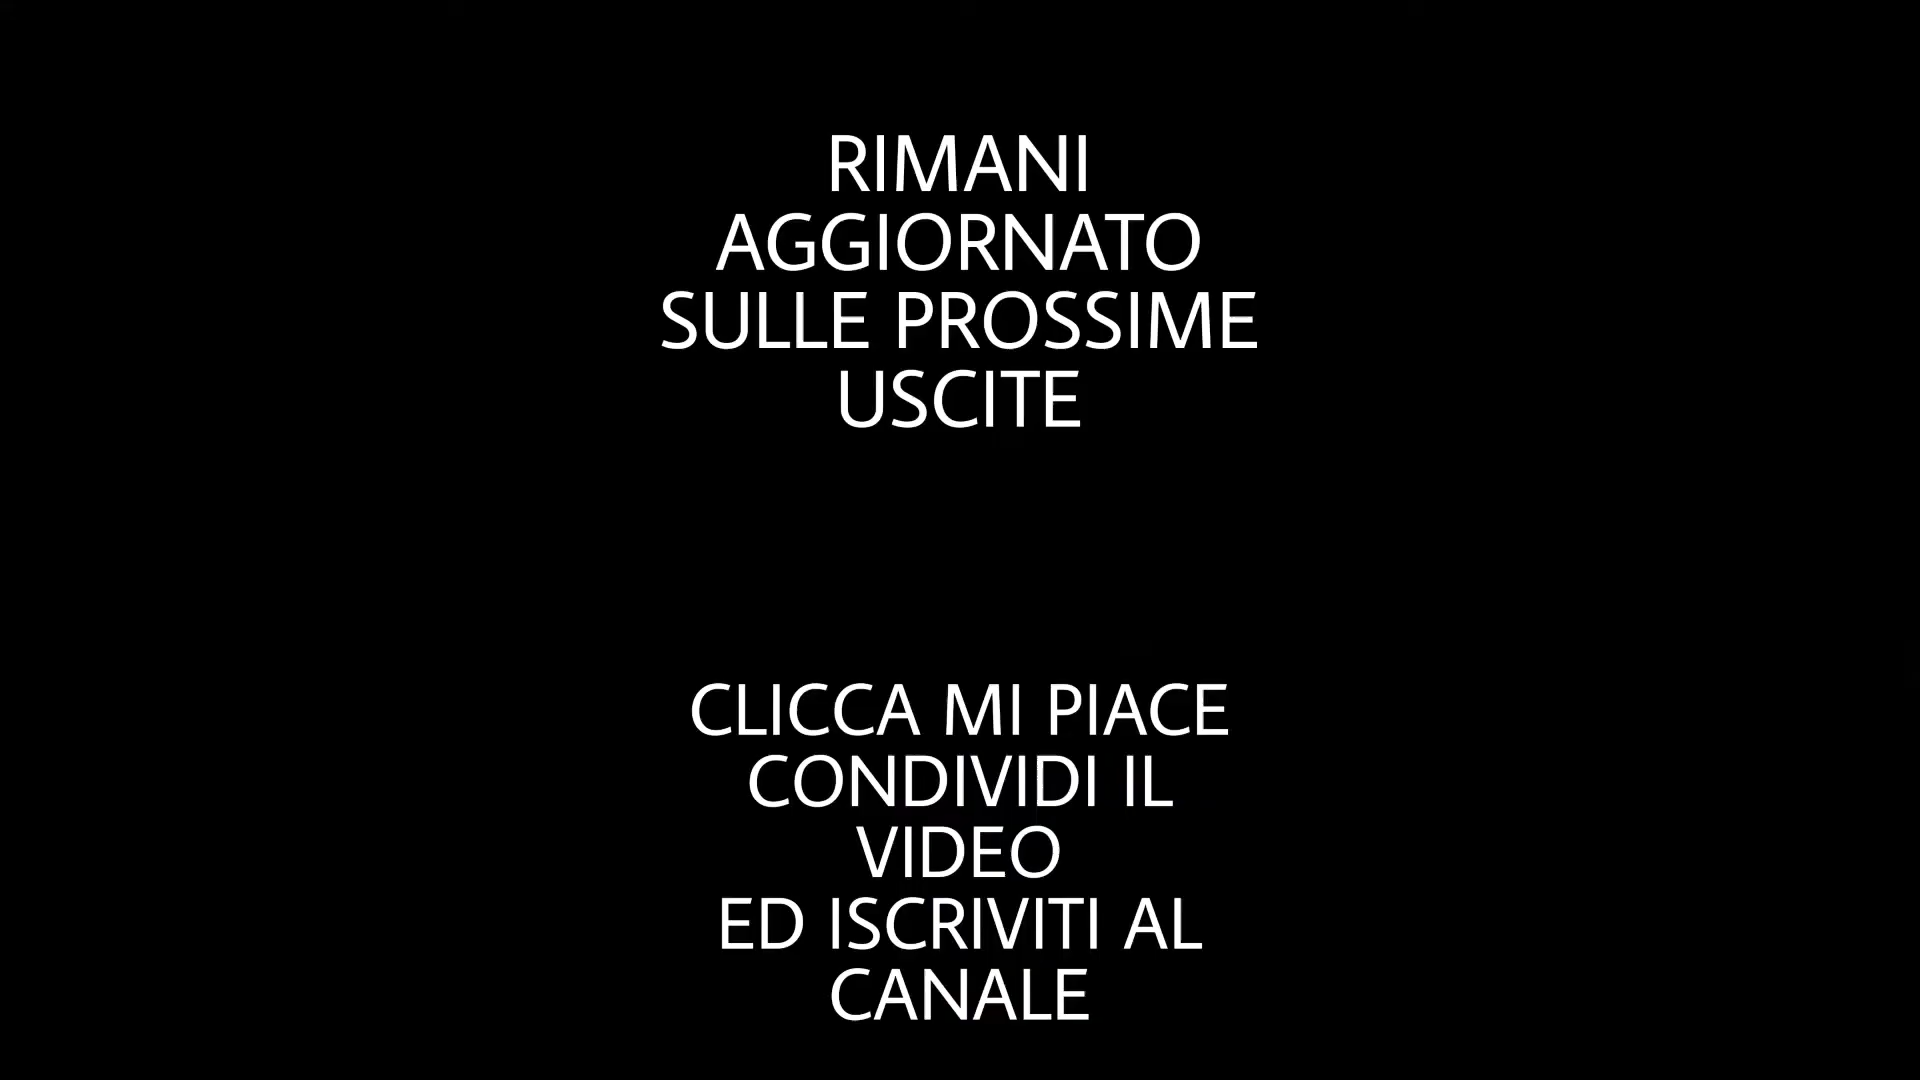 RIMANI
AGGIORNATO
SULLE PROSSIME
USCITE
CLICCA MI PIACE
CONDIVIDI IL
VIDEO
ED ISCRIVITI AL
CANALE